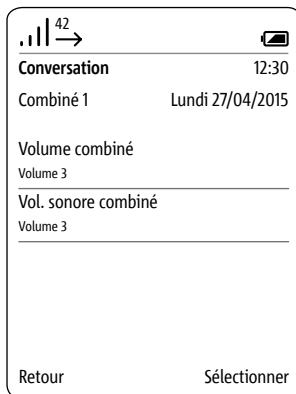 42
Conversation 12:30
Combiné 1 Lundi 27/04/2015
Volume combiné
Volume 3
Vol. sonore combiné
Volume 3
Retour Sélectionner